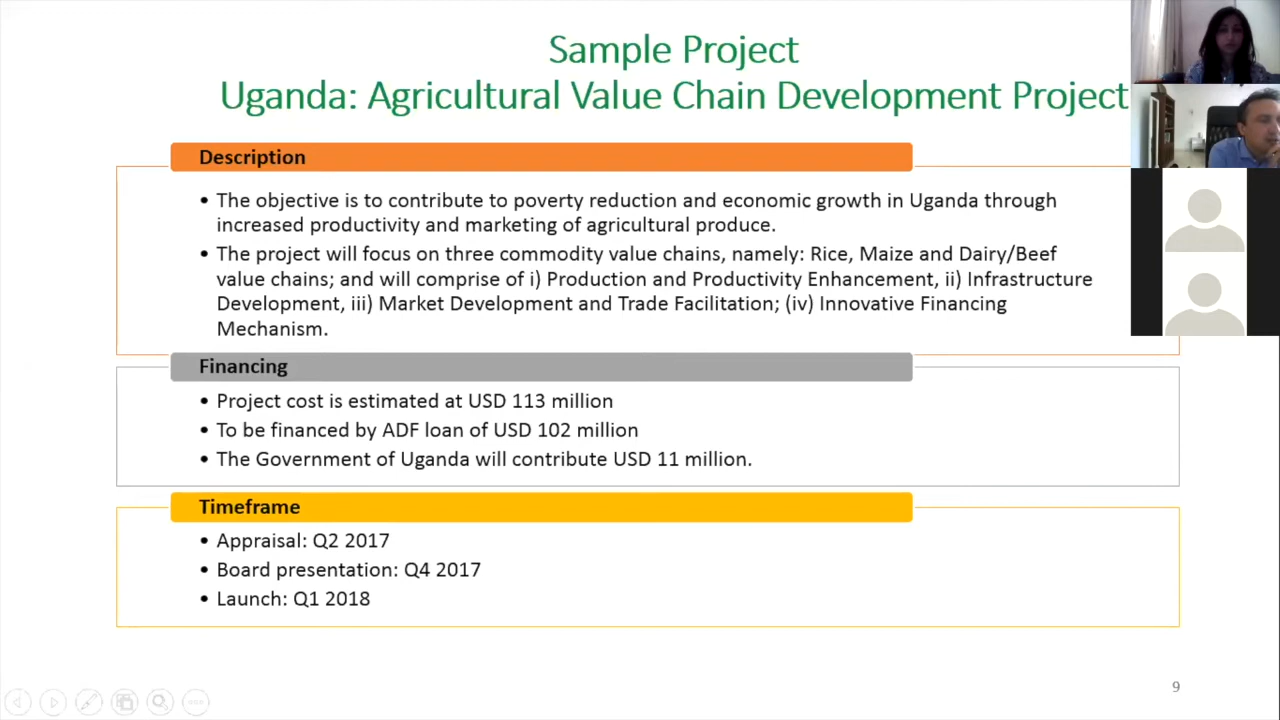 Sample Project
Uganda: Agricultural Value Chain Development Project
Description
• The objective is to contribute to poverty reduction and economic growth in Uganda through
increased productivity and marketing of agricultural produce.
• The project will focus on three commodity value chains, namely: Rice, Maize and Dairy/Beef
value chains; and will comprise of i) Production and Productivity Enhancement, ii) Infrastructure
Development, iii) Market Development and Trade Facilitation; (iv) Innovative Financing
Mechanism.
Financing
• Project cost is estimated at USD 113 million
• To be financed by ADF loan of USD 102 million
• The Government of Uganda will contribute USD 11 million.
Timeframe
• Appraisal: Q2 2017
• Board presentation: Q4 2017
• Launch: Q1 2018
9